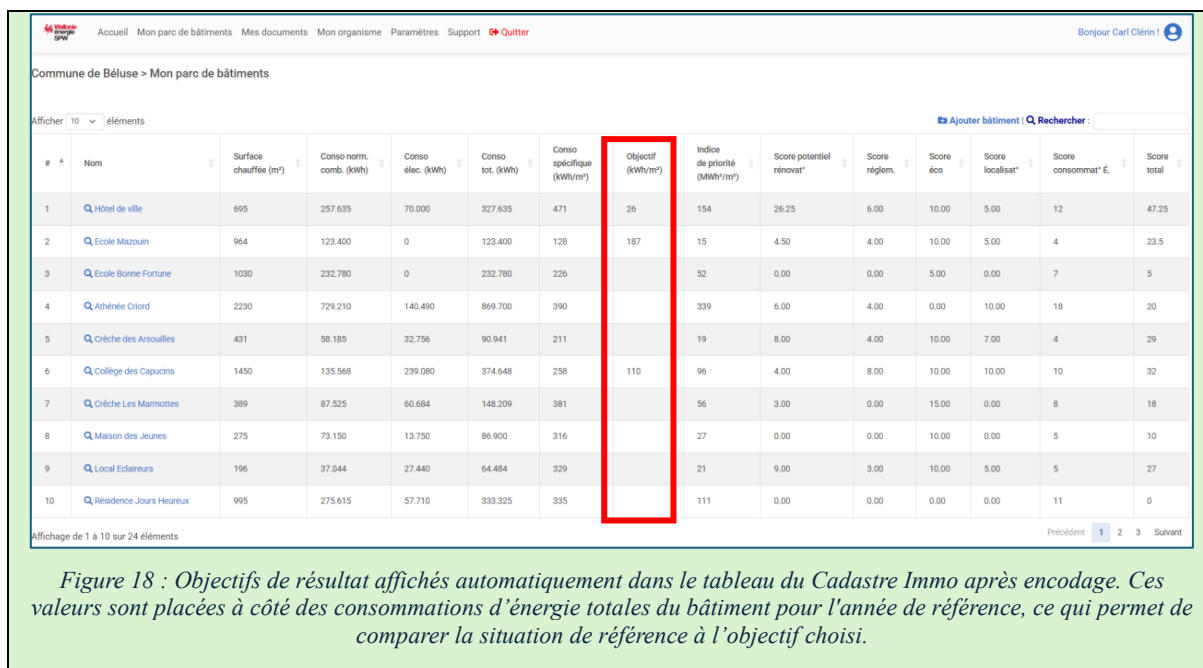 Wallonie énergie SPW Accueil Mon parc de bâtiments Mes documents Mon organisme Paramètres Support Quitter Bonjour Carl Clérin !
Commune de Béluse > Mon parc de bâtiments
Afficher 10 éléments Ajouter bâtiment | Rechercher :
# Nom Surface chauffée (m²) Conso norm. comb. (kWh) Conso élec. (kWh) Conso tot. (kWh) Conso spécifique (kWh/m²) Objectif (kWh/m²) Indice de priorité (MWh²/m²) Score potentiel rénovat° Score réglem. Score éco Score localisat° Score consommat° É. Score total
1 Hôtel de ville 695 257.635 70.000 327.635 471 26 154 26.25 6.00 10.00 5.00 12 47.25
2 Ecole Mazouin 964 123.400 0 123.400 128 187 15 4.50 4.00 10.00 5.00 4 23.5
3 Ecole Bonne Fortune 1030 232.780 0 232.780 226 52 0.00 0.00 5.00 0.00 7 5
4 Athénée Criord 2230 729.210 140.490 869.700 390 339 6.00 4.00 0.00 10.00 18 20
5 Crêche des Arsouilles 431 58.185 32.756 90.941 211 19 8.00 4.00 10.00 7.00 4 29
6 Collège des Capucins 1450 135.568 239.080 374.648 258 110 96 4.00 8.00 10.00 10.00 10 32
7 Crêche Les Marmottes 389 87.525 60.684 148.209 381 56 3.00 0.00 15.00 0.00 8 18
8 Maison des Jeunes 275 73.150 13.750 86.900 316 27 0.00 0.00 10.00 0.00 5 10
9 Local Eclaireurs 196 37.044 27.440 64.484 329 21 9.00 3.00 10.00 5.00 5 27
10 Résidence Jours Heureux 995 275.615 57.710 333.325 335 111 0.00 0.00 0.00 0.00 11 0
Affichage de 1 à 10 sur 24 éléments Précédent 1 2 3 Suivant
Figure 18 : Objectifs de résultat affichés automatiquement dans le tableau du Cadastre Immo après encodage. Ces
valeurs sont placées à côté des consommations d’énergie totales du bâtiment pour l'année de référence, ce qui permet de
comparer la situation de référence à l’objectif choisi.